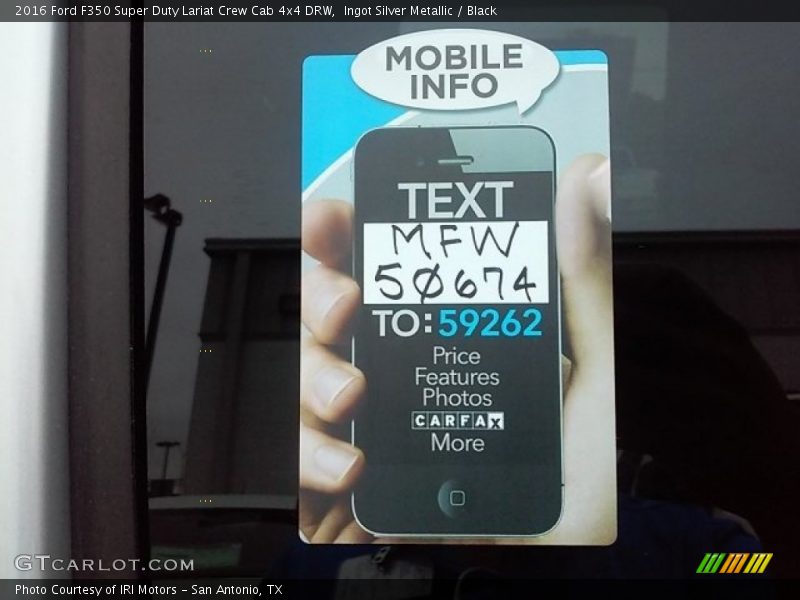 2016 Ford F350 Super Duty Lariat Crew Cab 4x4 DRW,  Ingot Silver Metallic / Black
MOBILE
INFO
TEXT
MFW
5Ø674
TO: 59262
Price
Features
Photos
CARFAX
More
GTCARLOT.COM
Photo Courtesy of IRI Motors - San Antonio, TX